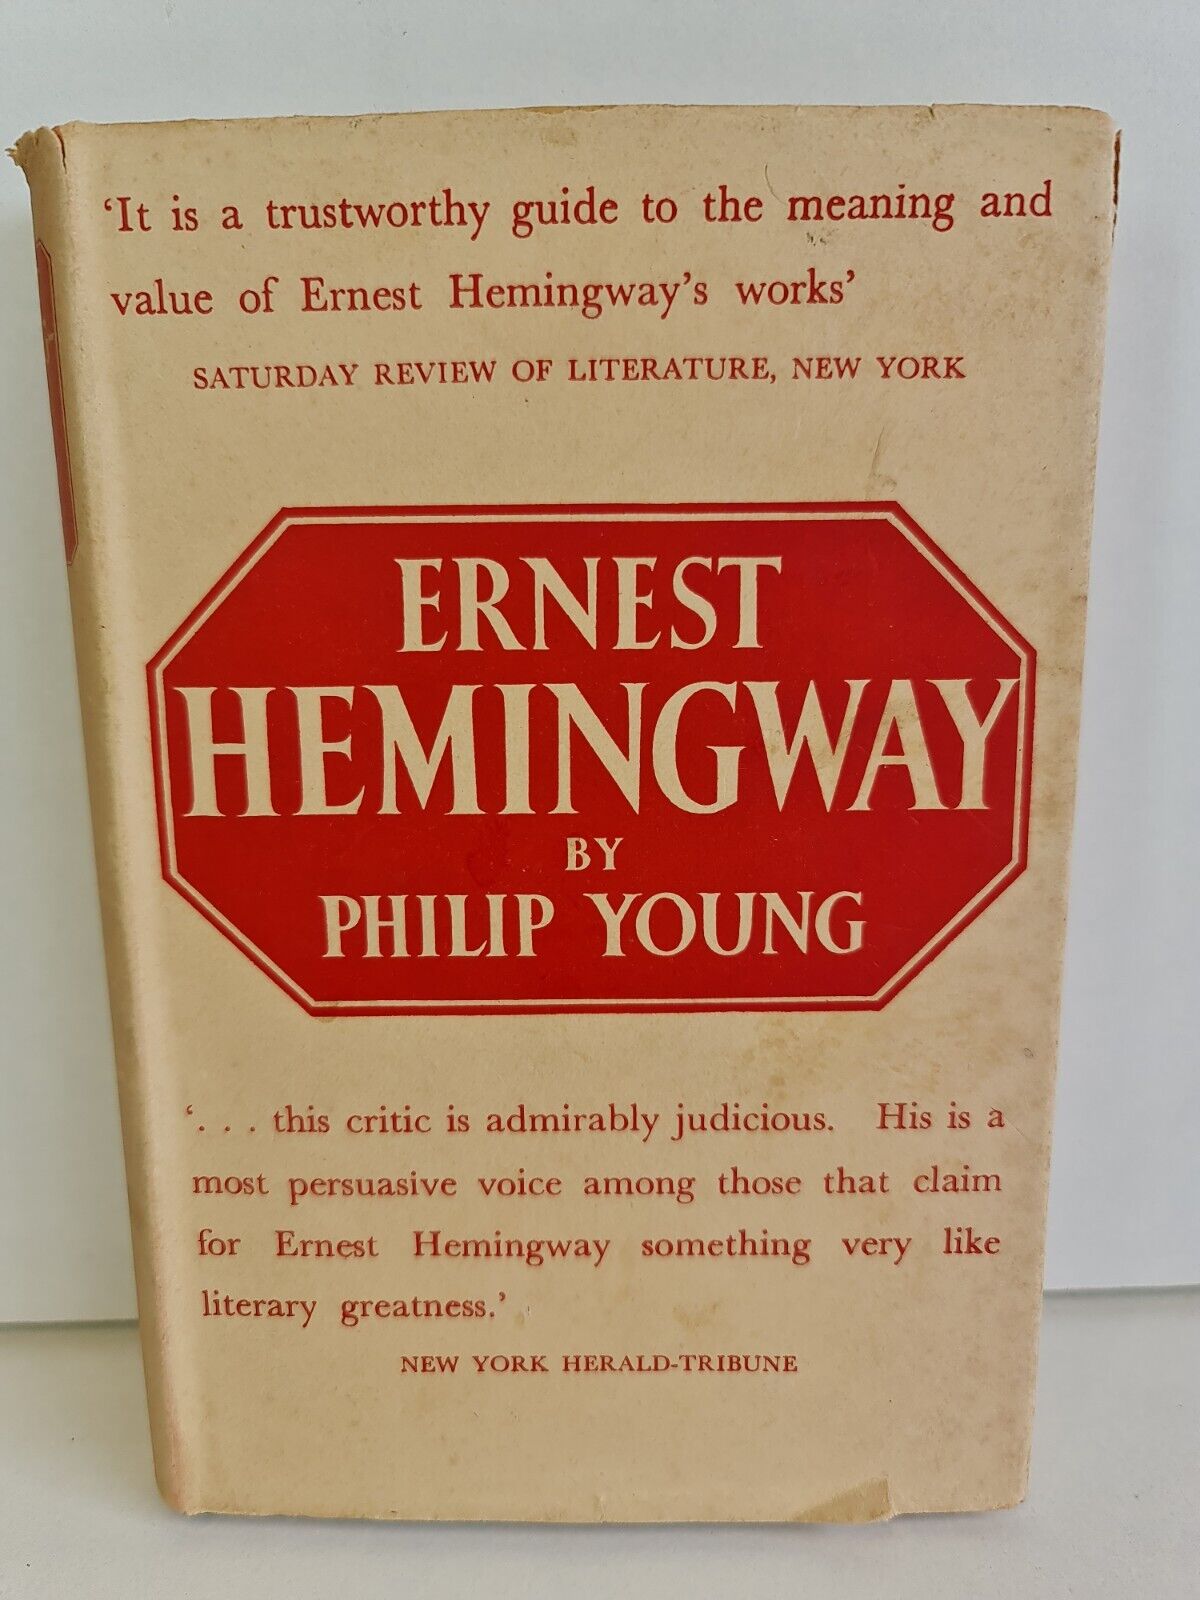 ‘It is a trustworthy guide to the meaning and
value of Ernest Hemingway’s works’
SATURDAY REVIEW OF LITERATURE, NEW YORK
ERNEST
HEMINGWAY
BY
PHILIP YOUNG
‘. . . this critic is admirably judicious. His is a
most persuasive voice among those that claim
for Ernest Hemingway something very like
literary greatness.’
NEW YORK HERALD-TRIBUNE